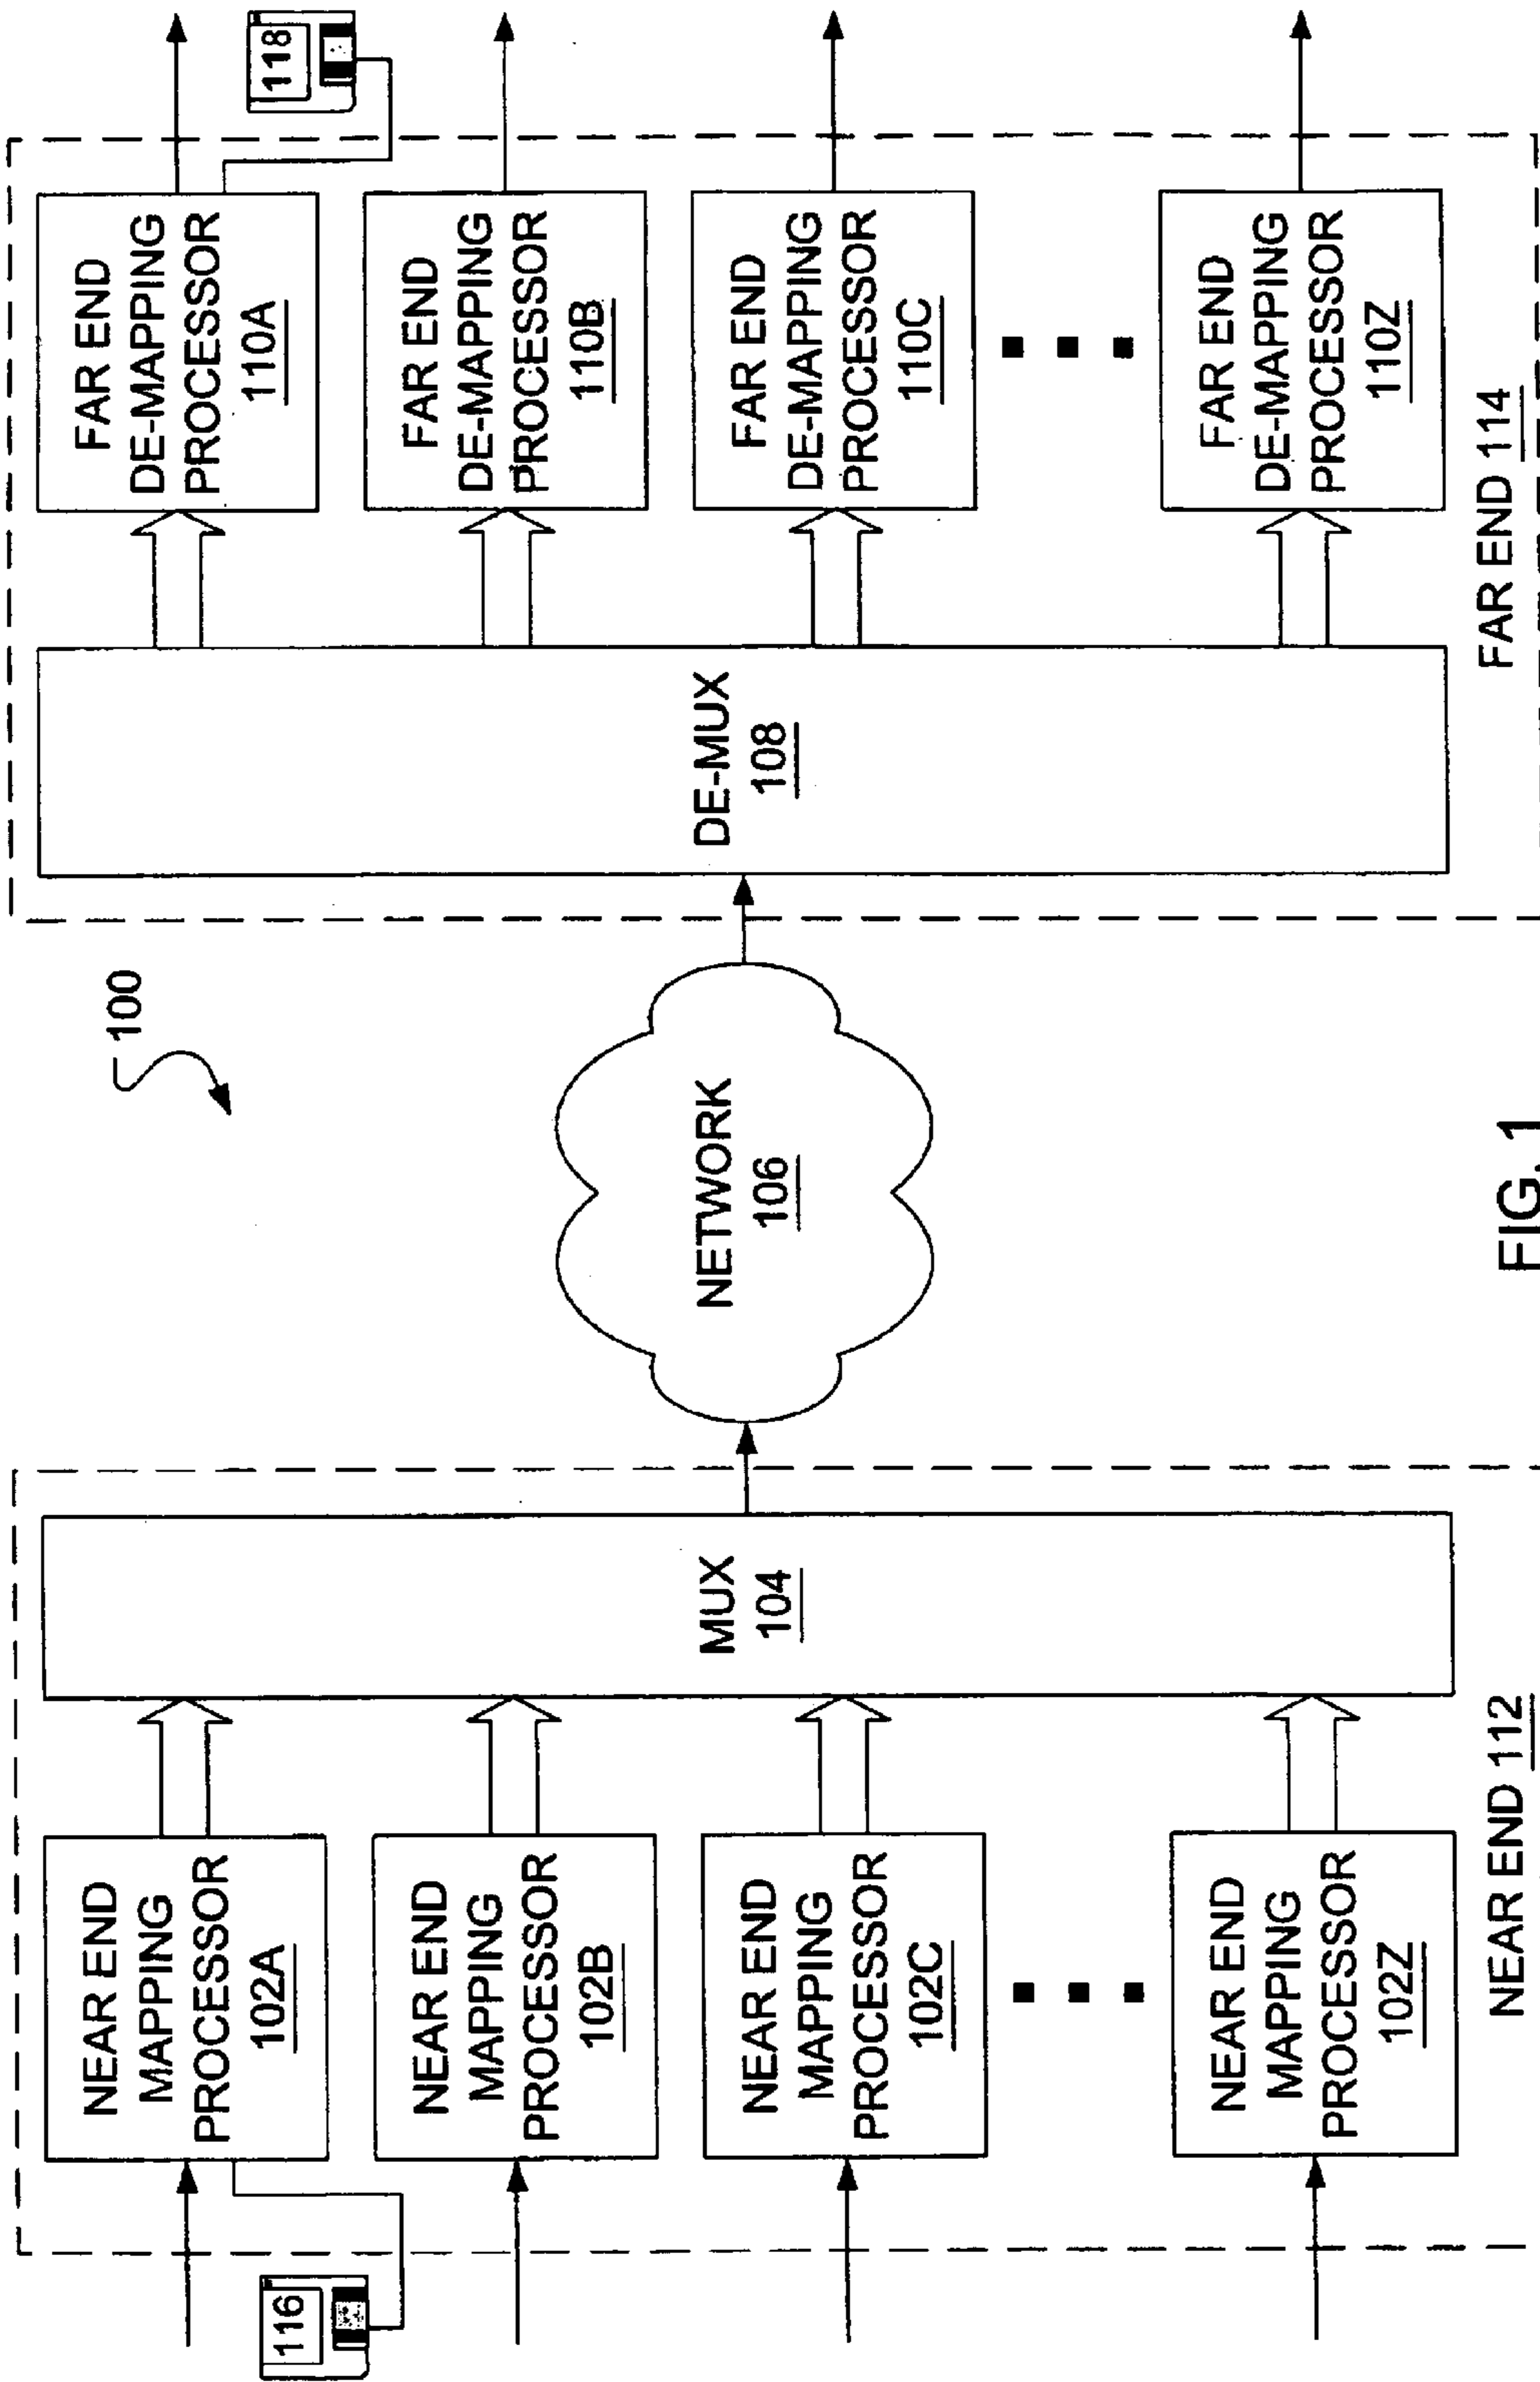 100
NEAR END
MAPPING
PROCESSOR
102A
NEAR END
MAPPING
PROCESSOR
102B
NEAR END
MAPPING
PROCESSOR
102C
NEAR END
MAPPING
PROCESSOR
102Z
116
NEAR END 112
MUX
104
NETWORK
106
DE-MUX
108
FAR END
DE-MAPPING
PROCESSOR
110A
FAR END
DE-MAPPING
PROCESSOR
110B
FAR END
DE-MAPPING
PROCESSOR
110C
FAR END
DE-MAPPING
PROCESSOR
110Z
118
FAR END 114
FIG. 1